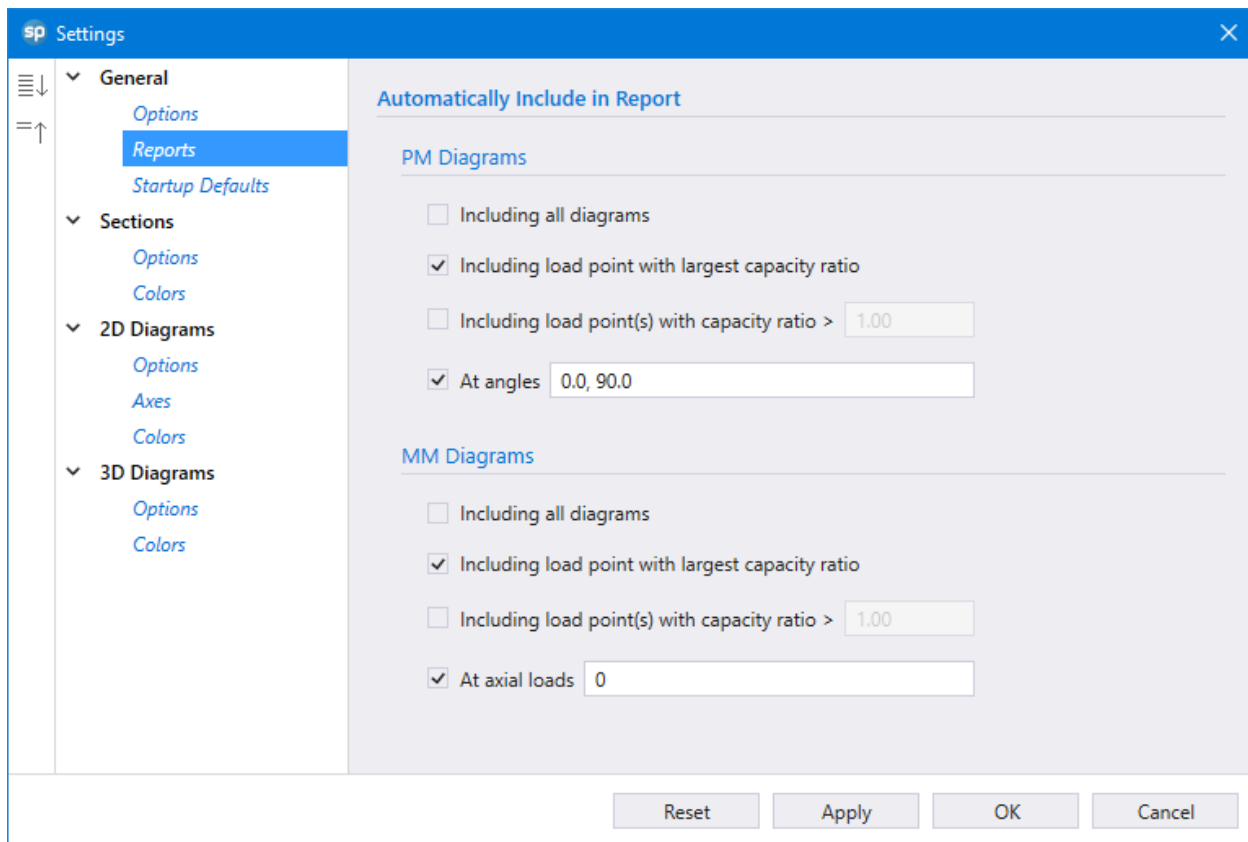 sp Settings
General
Options
Reports
Startup Defaults
Sections
Options
Colors
2D Diagrams
Options
Axes
Colors
3D Diagrams
Options
Colors
Automatically Include in Report
PM Diagrams
Including all diagrams
Including load point with largest capacity ratio
Including load point(s) with capacity ratio > 1.00
At angles 0.0, 90.0
MM Diagrams
Including all diagrams
Including load point with largest capacity ratio
Including load point(s) with capacity ratio > 1.00
At axial loads 0
Reset Apply OK Cancel